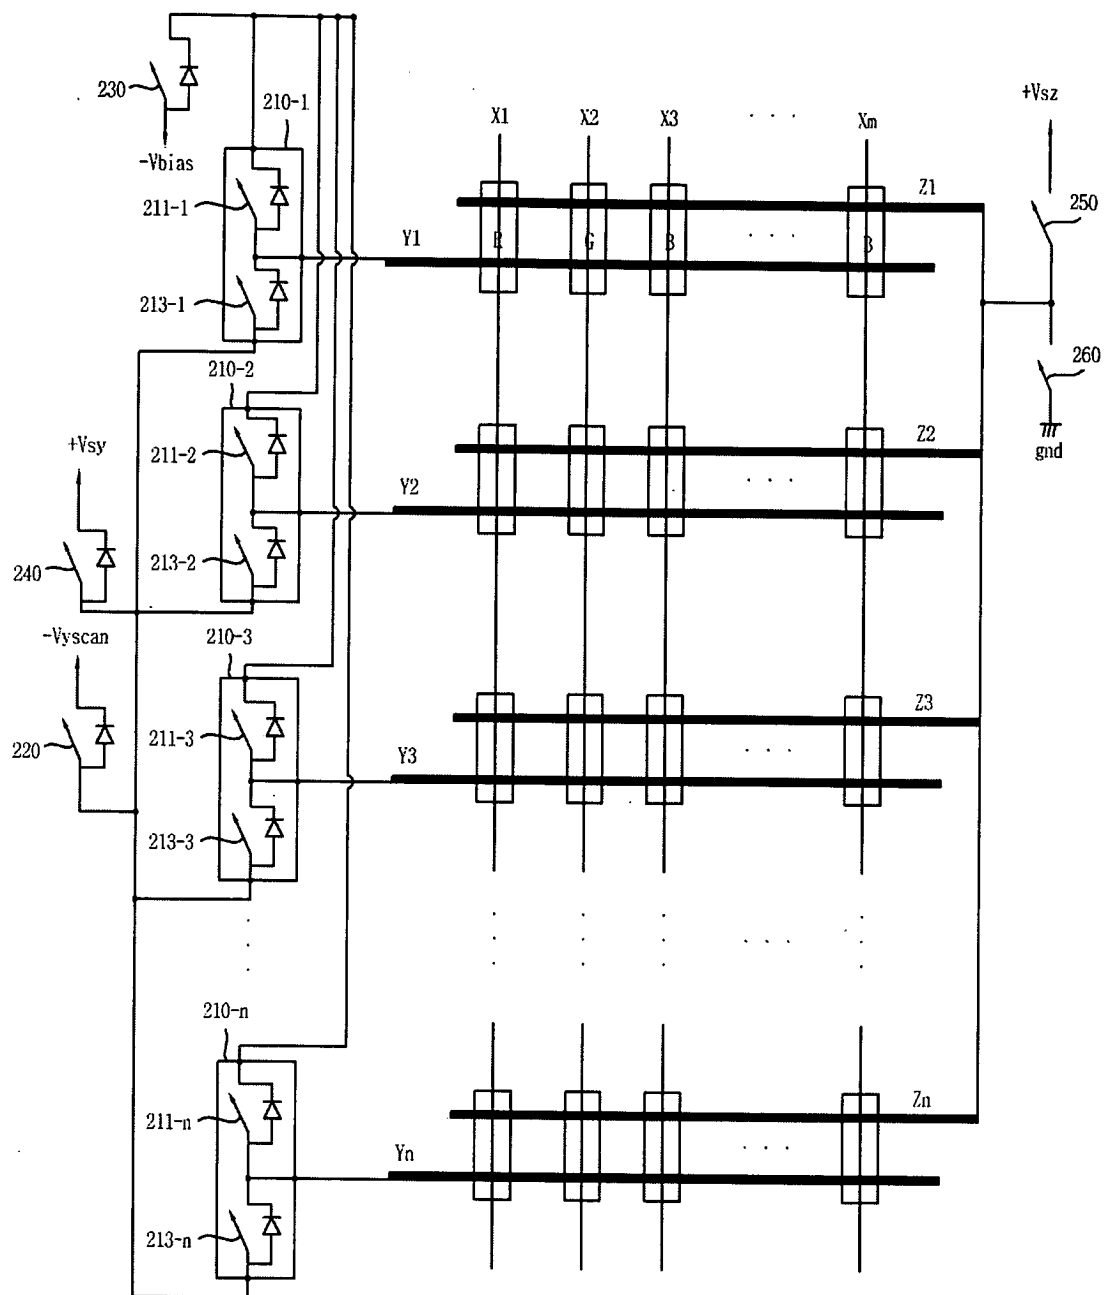 230
-Vbias
210-1
211-1
213-1
210-2
+Vsy
211-2
213-2
240
-Vyscan
210-3
211-3
220
213-3
210-n
211-n
213-n
X1
X2
X3
· · ·
Xm
Z1
Y1
R G B · · · B
Z2
Y2
· · ·
Z3
Y3
· · ·
· · ·
Zn
Yn
· · ·
+Vsz
250
260
gnd